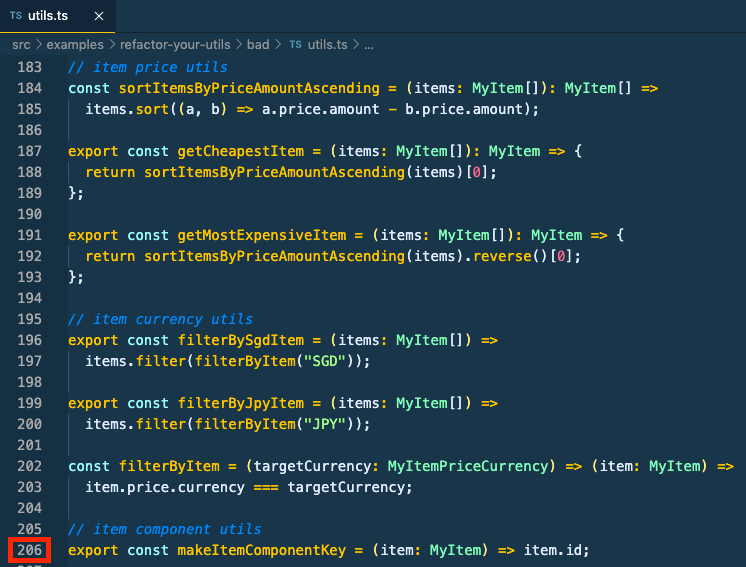 TS utils.ts ×
src > examples > refactor-your-utils > bad > TS utils.ts > ...
183 // item price utils
184 const sortItemsByPriceAmountAscending = (items: MyItem[]): MyItem[] =>
185 items.sort((a, b) => a.price.amount - b.price.amount);
186
187 export const getCheapestItem = (items: MyItem[]): MyItem => {
188 return sortItemsByPriceAmountAscending(items)[0];
189 };
190
191 export const getMostExpensiveItem = (items: MyItem[]): MyItem => {
192 return sortItemsByPriceAmountAscending(items).reverse()[0];
193 };
194
195 // item currency utils
196 export const filterBySgdItem = (items: MyItem[]) =>
197 items.filter(filterByItem("SGD"));
198
199 export const filterByJpyItem = (items: MyItem[]) =>
200 items.filter(filterByItem("JPY"));
201
202 const filterByItem = (targetCurrency: MyItemPriceCurrency) => (item: MyItem) =>
203 item.price.currency === targetCurrency;
204
205 // item component utils
206 export const makeItemComponentKey = (item: MyItem) => item.id;